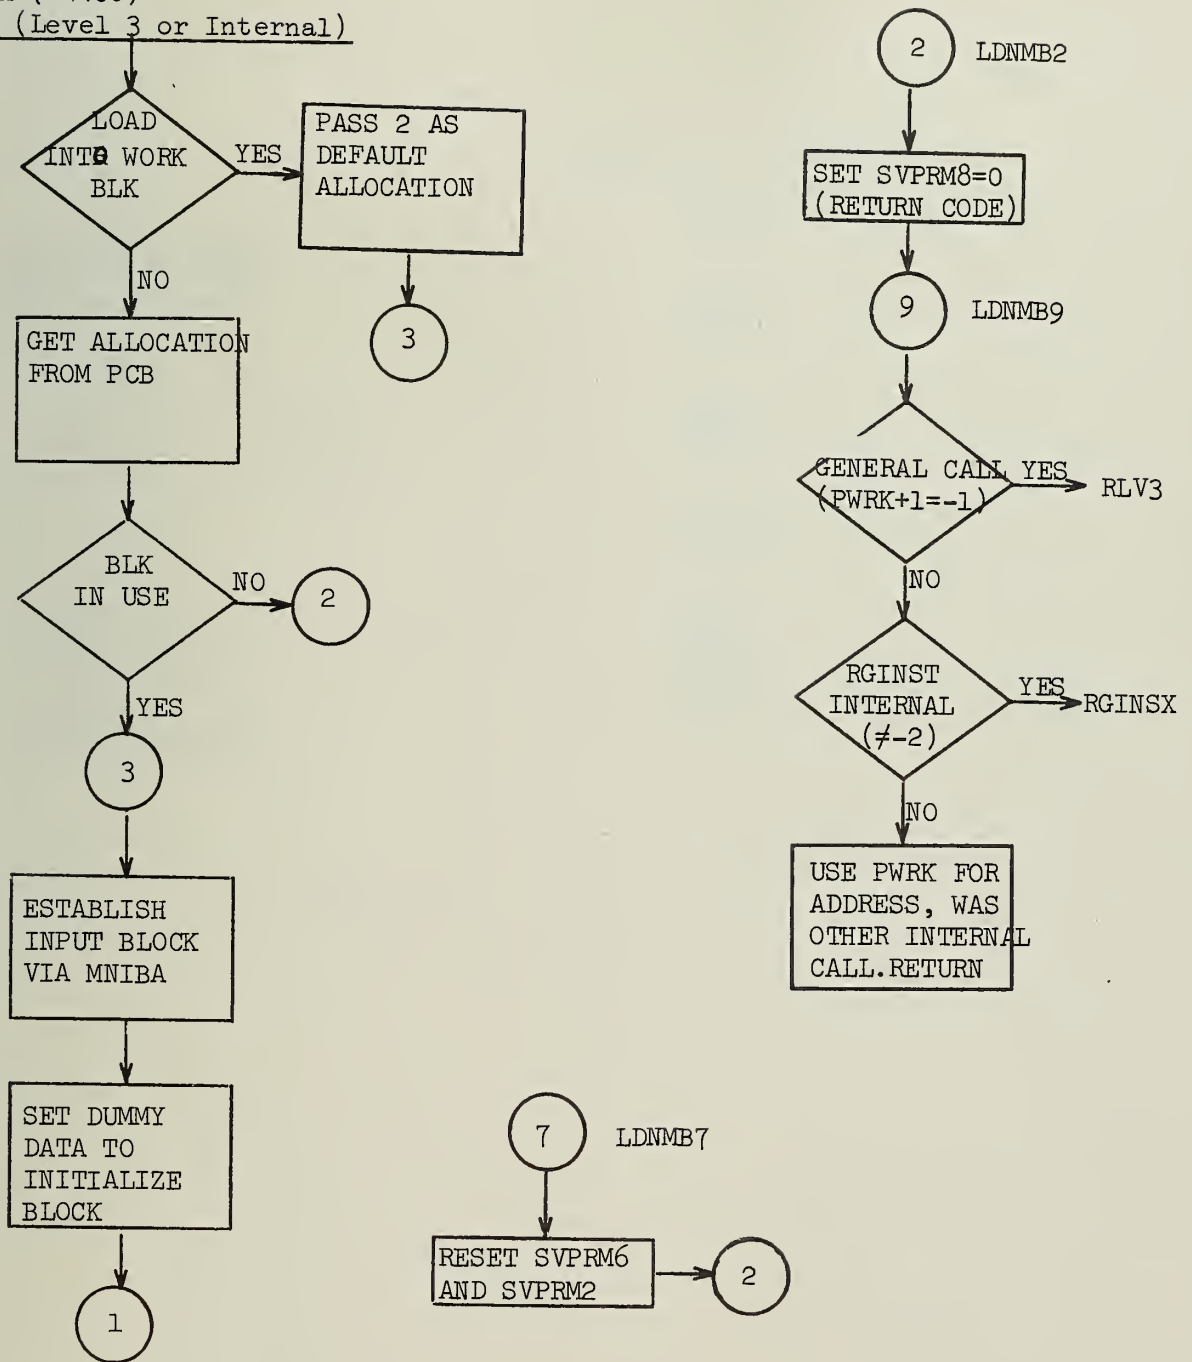 (Level 3 or Internal)
LOAD
INTO WORK
BLK
YES
PASS 2 AS
DEFAULT
ALLOCATION
NO
3
GET ALLOCATION
FROM PCB
BLK
IN USE
NO
2
YES
3
ESTABLISH
INPUT BLOCK
VIA MNIBA
SET DUMMY
DATA TO
INITIALIZE
BLOCK
1
7
LDNMB7
RESET SVPRM6
AND SVPRM2
2
2
LDNMB2
SET SVPRM8=0
(RETURN CODE)
9
LDNMB9
GENERAL CALL
(PWRK+1=-1)
YES
RLV3
NO
RGINST
INTERNAL
(≠-2)
YES
RGINSX
NO
USE PWRK FOR
ADDRESS, WAS
OTHER INTERNAL
CALL.RETURN